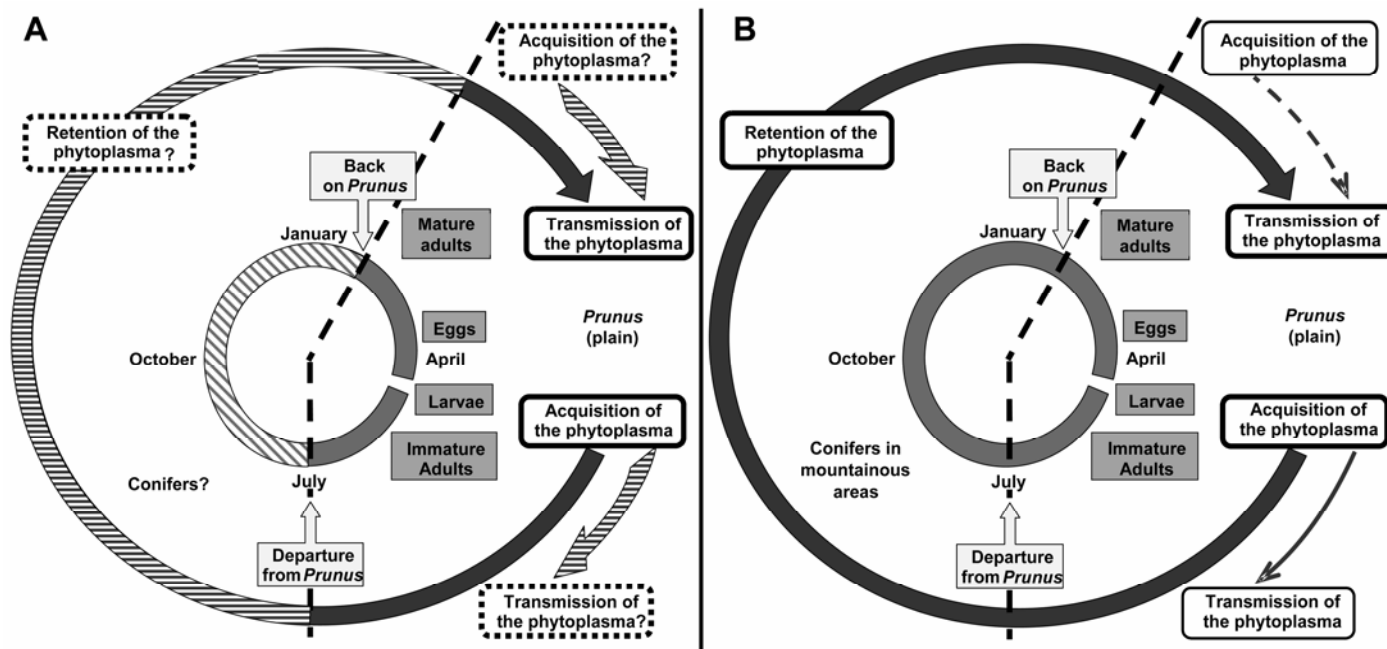 A
Acquisition of the
phytoplasma?
Retention of the
phytoplasma ?
Back
on Prunus
January
Mature
adults
Transmission of
the phytoplasma
Eggs
Prunus
(plain)
October
April
Larvae
Acquisition of
the phytoplasma
Immature
Adults
Conifers?
July
Departure
from Prunus
Transmission of
the phytoplasma?
B
Acquisition of the
phytoplasma
Retention of the
phytoplasma
Back
on Prunus
January
Mature
adults
Transmission of
the phytoplasma
Eggs
Prunus
(plain)
October
April
Larvae
Acquisition of
the phytoplasma
Immature
Adults
Conifers in
mountainous
areas
July
Departure
from Prunus
Transmission of
the phytoplasma